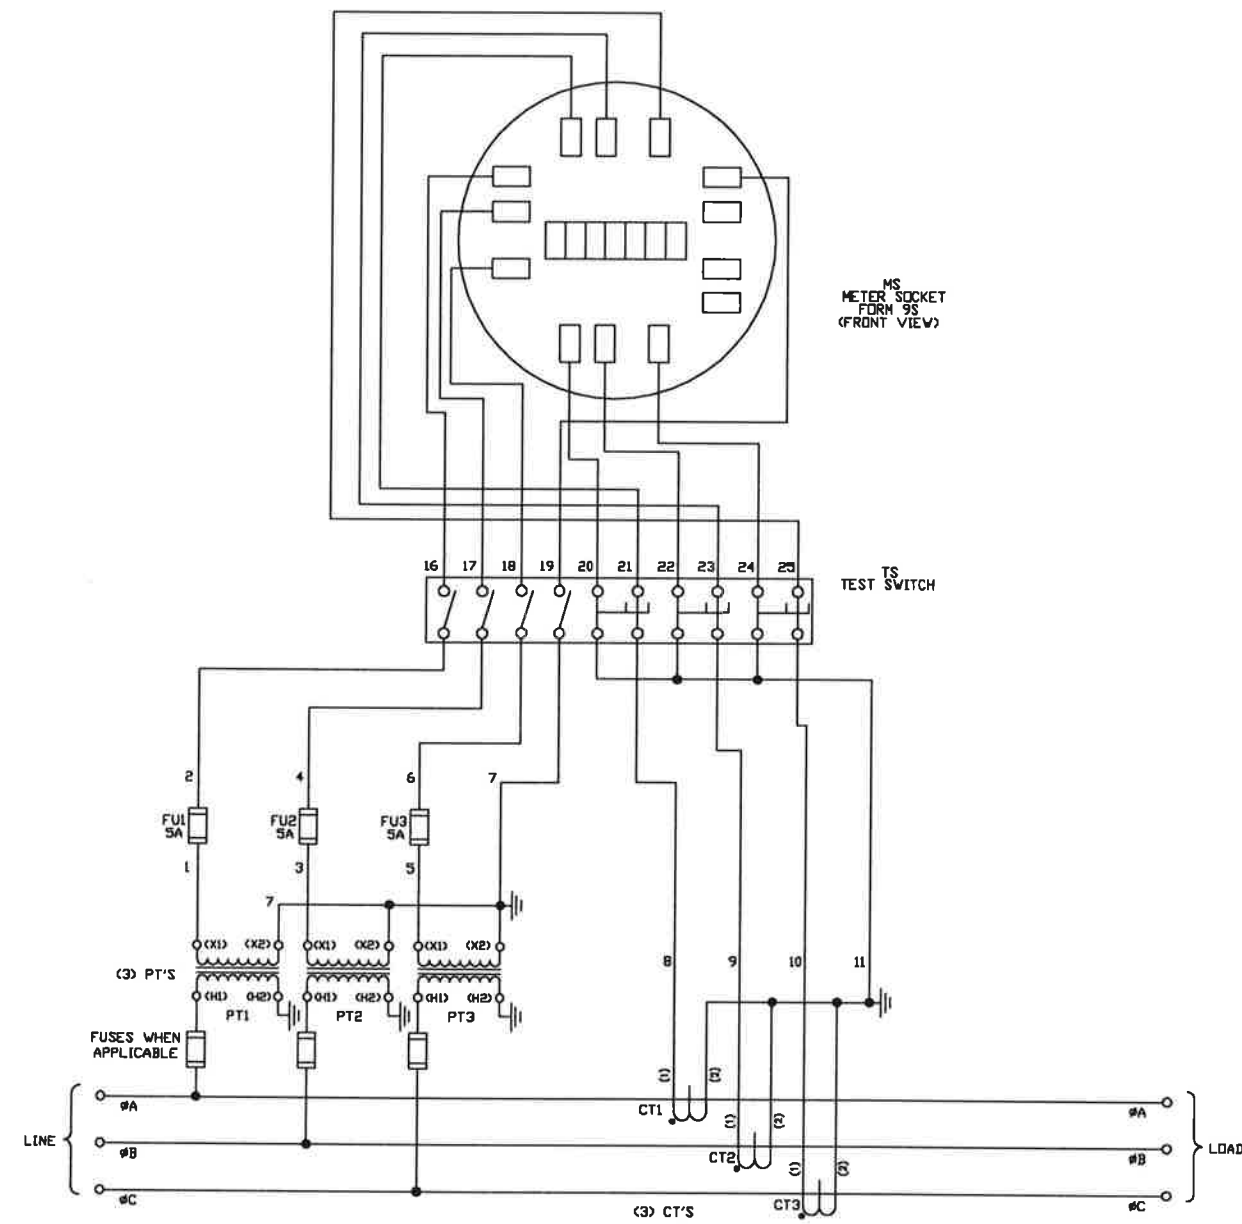 MS
METER SOCKET
FORM 9S
(FRONT VIEW)
16 17 18 19 20 21 22 23 24 25
TS
TEST SWITCH
2 4 6 7
FU1
5A
FU2
5A
FU3
5A
1 3 5
7
(X1) (X2) (X1) (X2) (X1) (X2)
8 9 10 11
(3) PT'S
(H1) (H2) (H1) (H2) (H1) (H2)
PT1 PT2 PT3
FUSES WHEN
APPLICABLE
(1) (2)
CT1
ØA ØA
(1) (2)
LINE
LOAD
CT2
ØB ØB
(1) (2)
CT3
ØC ØC
(3) CT'S